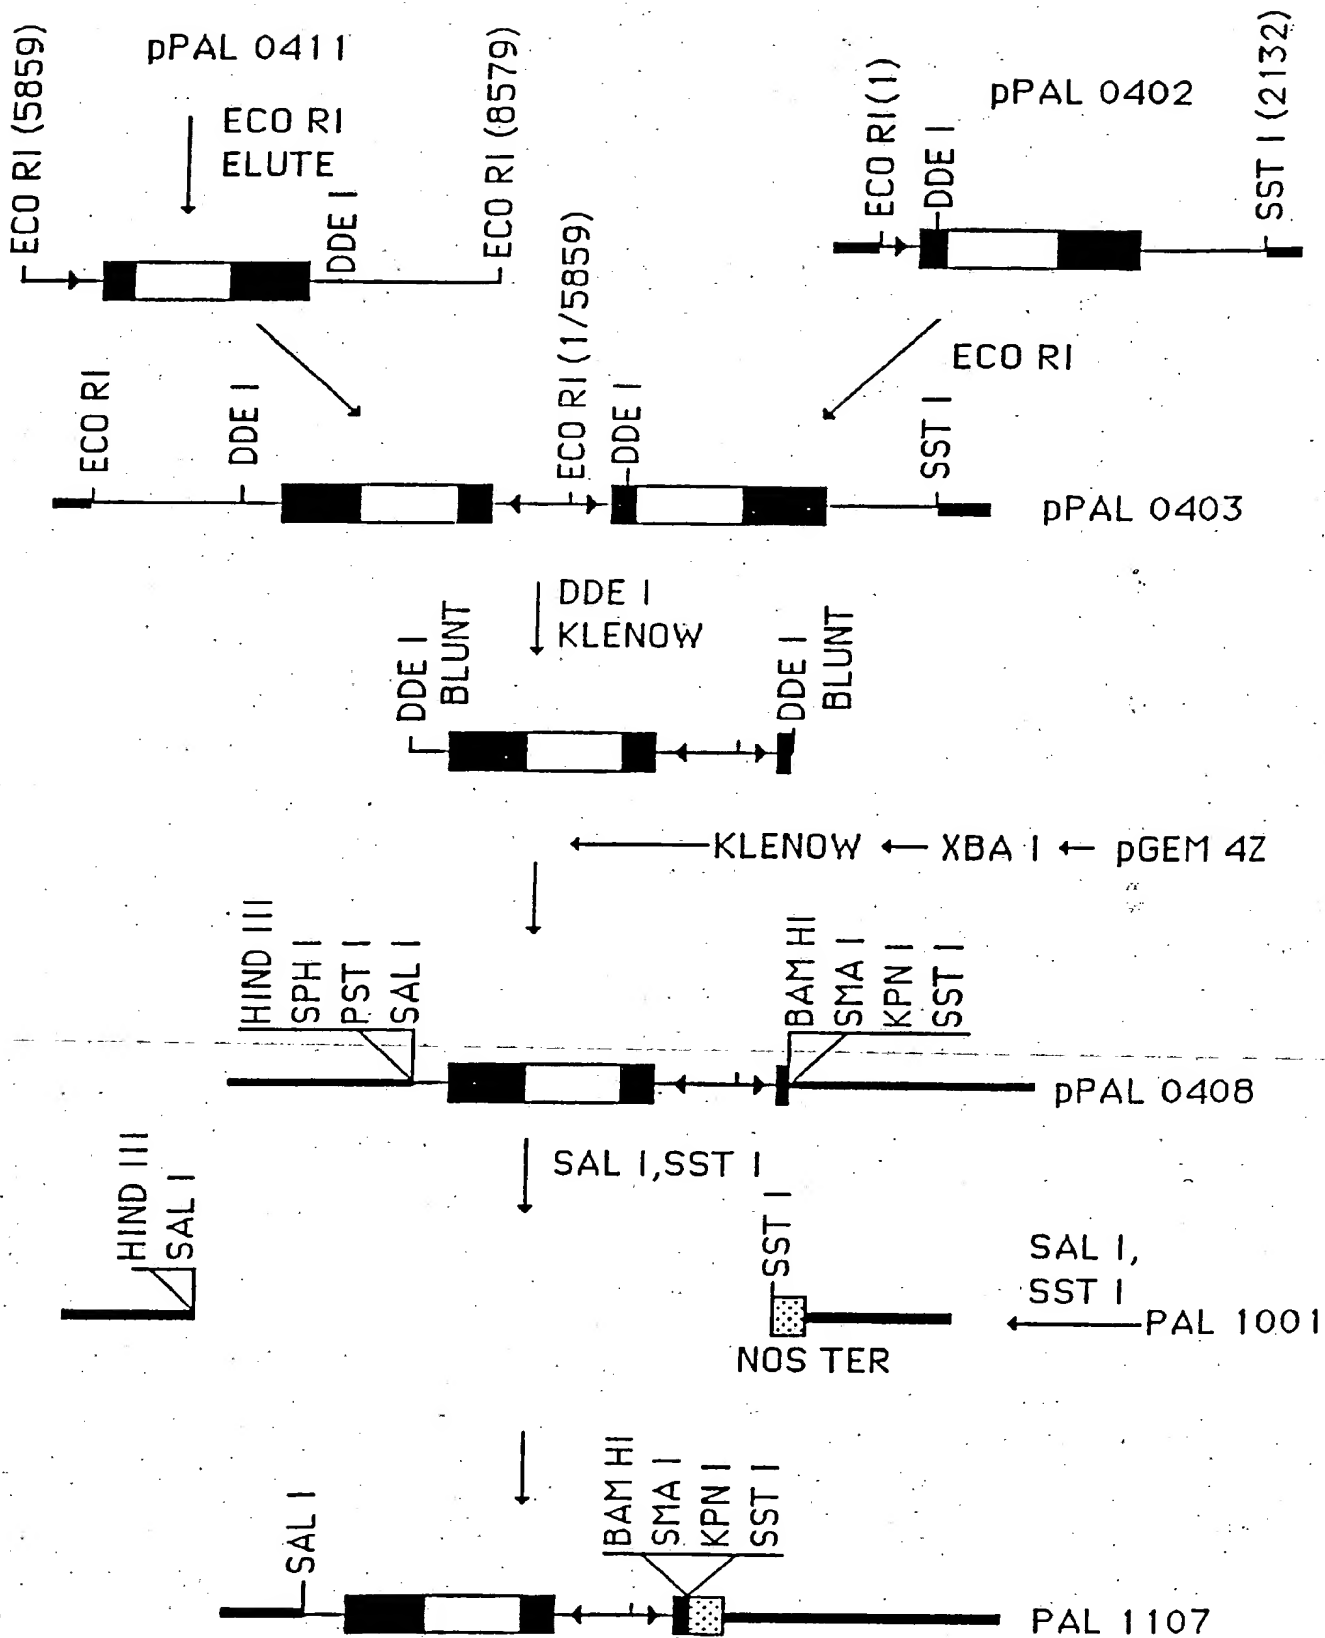 pPAL 0411
ECO RI (5859)
ECO RI
ELUTE
DDE I
ECO RI (8579)
pPAL 0402
ECO RI (1)
DDE I
SST I (2132)
ECO RI
ECO RI
DDE I
ECO RI (1/5859)
DDE I
SST I
pPAL 0403
DDE I
KLENOW
DDE I
BLUNT
DDE I
BLUNT
KLENOW
XBA I
pGEM 4Z
HIND III
SPH I
PST I
SAL I
BAM HI
SMA I
KPN I
SST I
pPAL 0408
SAL I,SST I
HIND III
SAL I
SST I
NOS TER
SAL I,
SST I
PAL 1001
SAL I
BAM HI
SMA I
KPN I
SST I
PAL 1107